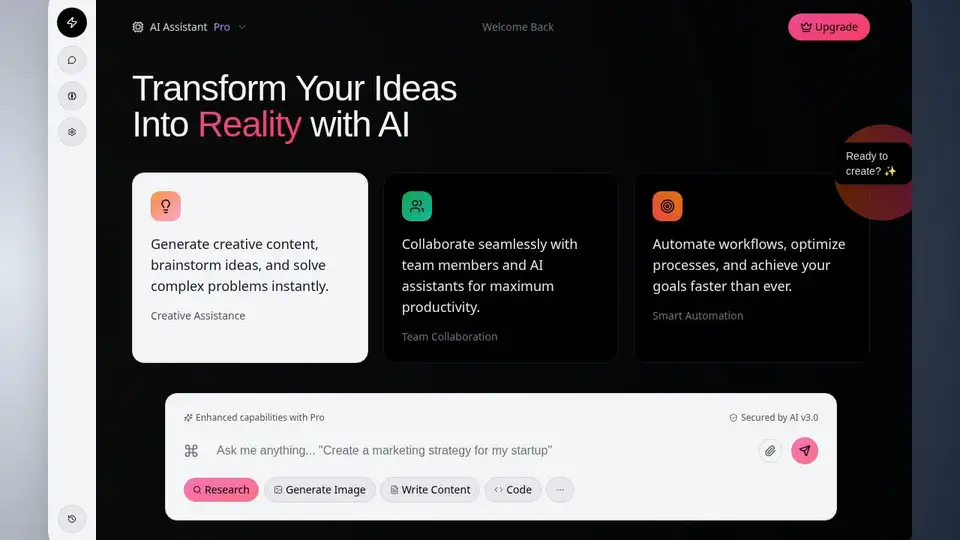 AI Assistant Pro
Welcome Back
Upgrade
Transform Your Ideas
Into Reality with AI
Ready to
create? ✨
Generate creative content,
brainstorm ideas, and solve
complex problems instantly.
Creative Assistance
Collaborate seamlessly with
team members and AI
assistants for maximum
productivity.
Team Collaboration
Automate workflows, optimize
processes, and achieve your
goals faster than ever.
Smart Automation
Enhanced capabilities with Pro
Secured by AI v3.0
⌘ Ask me anything... "Create a marketing strategy for my startup"
Research
Generate Image
Write Content
Code
...